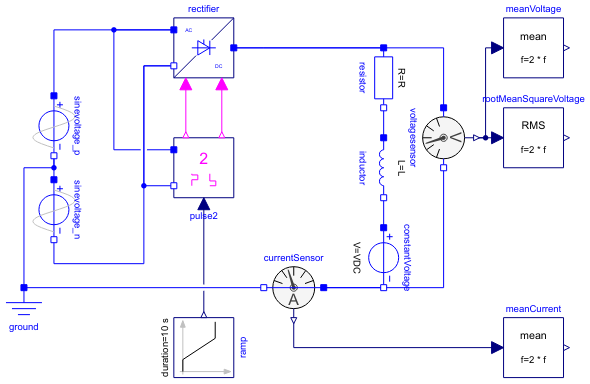 rectifier
meanVoltage
AC
DC
mean
f=2 * f
sinevoltage_p
resistor
R=R
rootMeanSquareVoltage
RMS
f=2 * f
voltagesensor
2
pulse2
inductor
L=L
sinevoltage_n
constantVoltage
V=VDC
currentSensor
A
ground
meanCurrent
mean
f=2 * f
duration=10 s
ramp